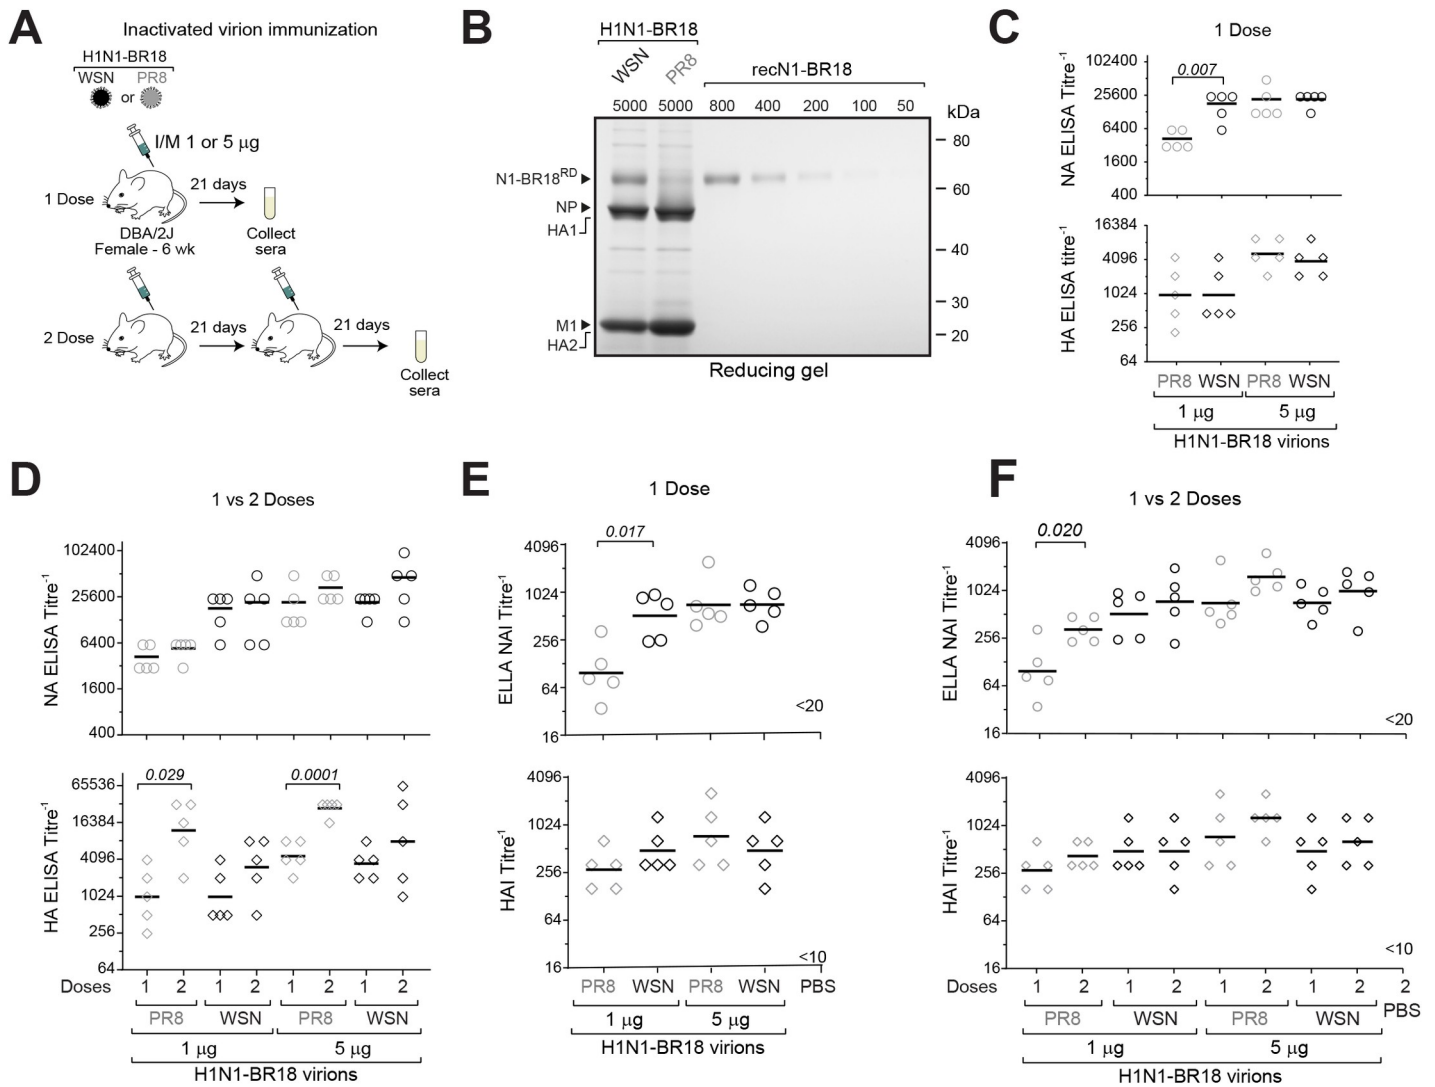 A
Inactivated virion immunization
H1N1-BR18
WSN PR8
or
I/M 1 or 5 µg
1 Dose
21 days
DBA/2J
Female - 6 wk
Collect
sera
2 Dose
21 days
21 days
Collect
sera
B
H1N1-BR18
WSN PR8
recN1-BR18
5000 5000 800 400 200 100 50
kDa
80
N1-BR18RD
60
NP
HA1
40
30
M1
20
HA2
Reducing gel
C
1 Dose
NA ELISA Titre-1
102400
25600
6400
1600
400
0.007
HA ELISA titre-1
16384
4096
1024
256
64
PR8 WSN PR8 WSN
1 µg 5 µg
H1N1-BR18 virions
D
1 vs 2 Doses
NA ELISA Titre-1
102400
25600
6400
1600
400
HA ELISA Titre-1
65536
16384
4096
1024
256
64
0.029
0.0001
Doses 1 2 1 2 1 2 1 2
PR8 WSN PR8 WSN
1 µg 5 µg
H1N1-BR18 virions
E
1 Dose
ELLA NAI Titre-1
4096
1024
256
64
16
0.017
<20
HAI Titre-1
4096
1024
256
64
16
<10
PR8 WSN PR8 WSN PBS
1 µg 5 µg
H1N1-BR18 virions
F
1 vs 2 Doses
ELLA NAI Titre-1
4096
1024
256
64
16
0.020
<20
HAI Titre-1
4096
1024
256
64
16
<10
1 2 1 2 1 2 1 2 2
PR8 WSN PR8 WSN PBS
1 µg 5 µg
H1N1-BR18 virions